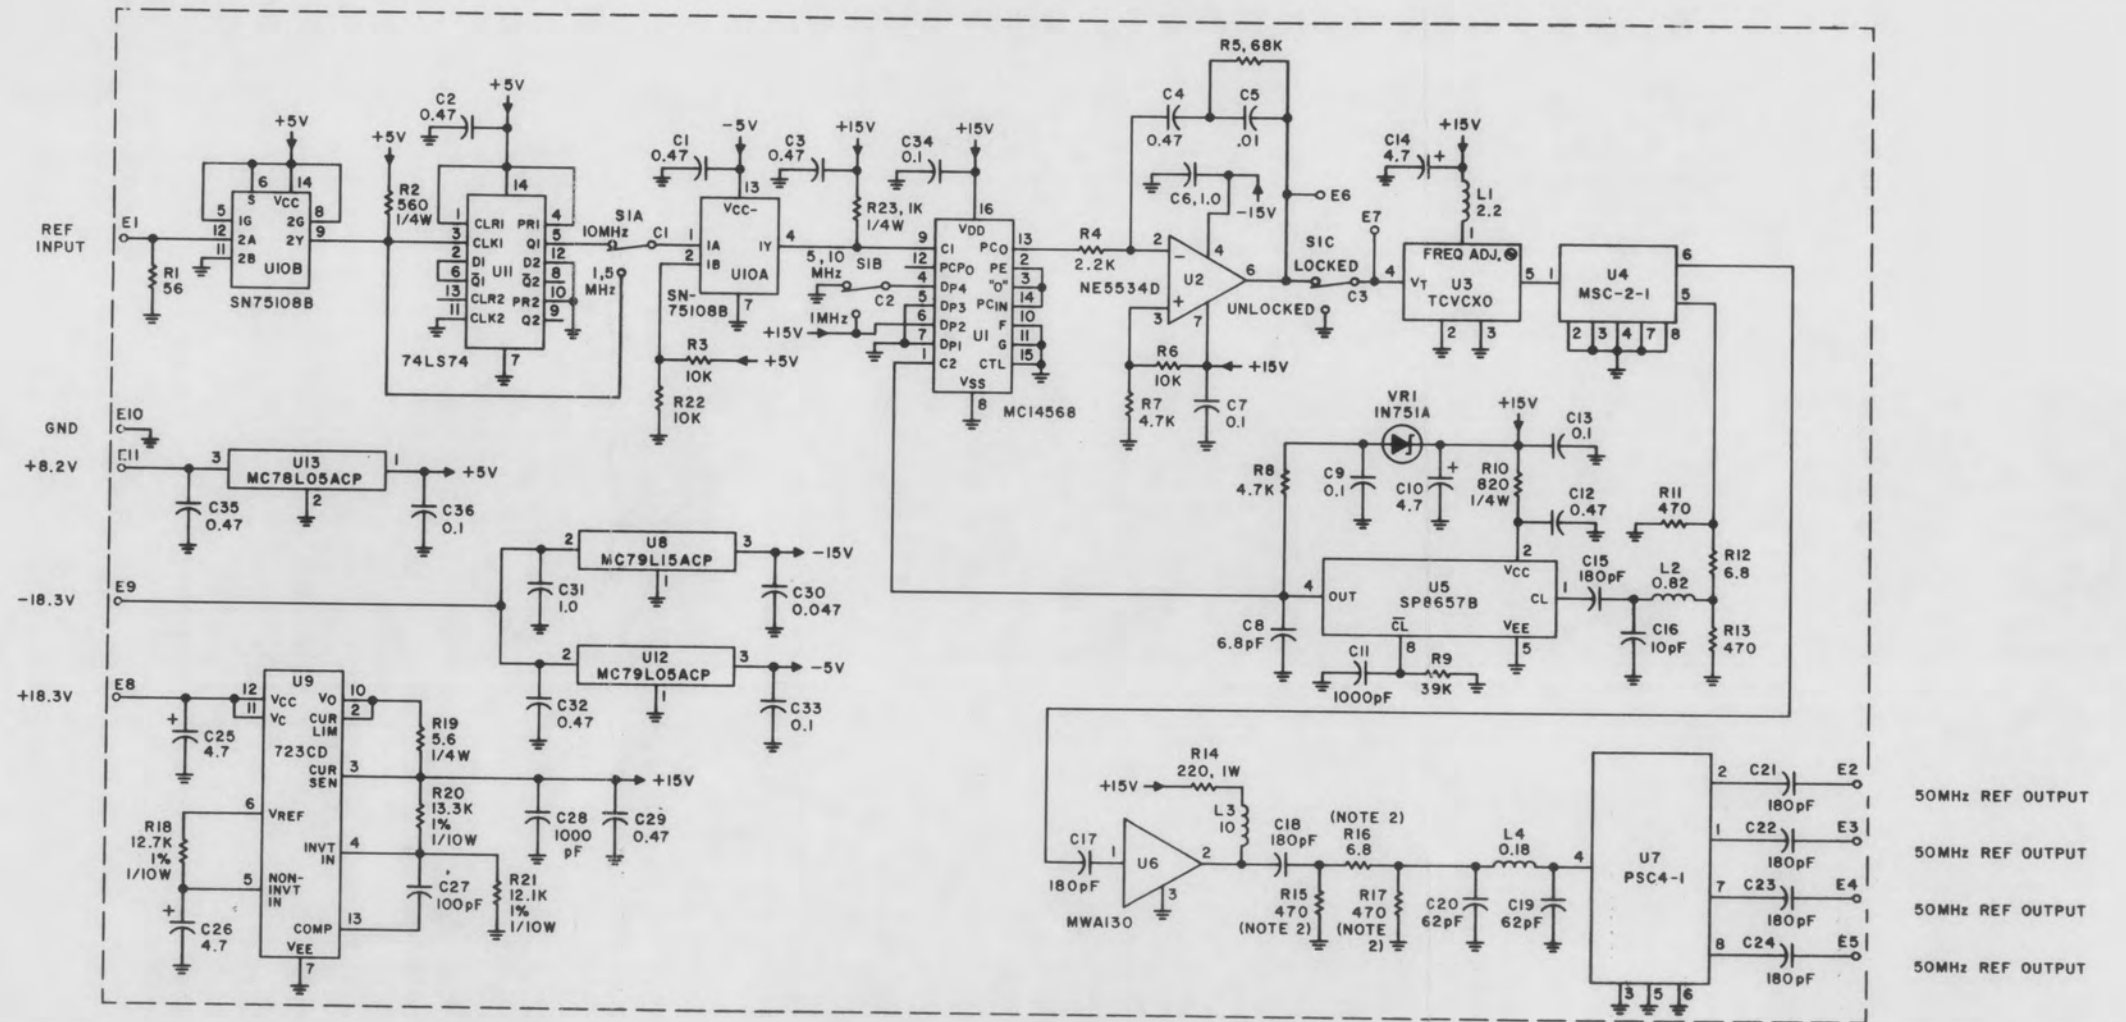 REF
INPUT
E1
R1
56
+5V
6
14
S
VCC
5
1G
2G
8
12
2A
2Y
9
11
2B
U10B
SN75108B
+5V
R2
560
1/4W
C2
0.47
+5V
14
1
CLR1
PR1
4
3
CLK1
Q1
5
2
D1
D2
12
6
Q̅1
U11
Q̅2
8
13
CLR2
PR2
10
11
CLK2
Q2
9
74LS74
7
S1A
10MHz
C1
1,5
MHz
C1
0.47
-5V
13
VCC-
1
1A
1Y
4
2
1B
U10A
SN-
75108B
7
R3
10K
+5V
R22
10K
C3
0.47
+15V
R23, 1K
1/4W
5, 10
MHz
S1B
C2
1MHz
+15V
C34
0.1
+15V
16
VDD
9
C1
PCO
13
12
PCPO
PE
2
4
DP4
"0"
3
5
DP3
PCIN
14
6
DP2
F
10
7
DP1
U1
G
11
1
C2
CTL
15
VSS
8
MC14568
R4
2.2K
R5, 68K
C4
0.47
C5
.01
C6, 1.0
-15V
2
-
4
U2
6
NE5534D
+
3
7
R6
10K
+15V
R7
4.7K
C7
0.1
E6
E7
S1C
LOCKED
C3
UNLOCKED
C14
4.7
+
+15V
L1
2.2
1
FREQ ADJ.
4
VT
U3
TCVCXO
5
2
3
1
U4
MSC-2-1
6
5
2
3
4
7
8
VR1
1N751A
+15V
C13
0.1
R8
4.7K
C9
0.1
C10
4.7
+
R10
820
1/4W
C12
0.47
R11
470
R12
6.8
2
VCC
4
OUT
U5
SP8657B
CL
1
C̅L̅
VEE
8
5
C15
180pF
L2
0.82
C16
10pF
R13
470
C8
6.8pF
C11
1000pF
R9
39K
GND
E10
+8.2V
E11
3
U13
MC78L05ACP
1
+5V
2
C35
0.47
C36
0.1
-18.3V
E9
2
U8
MC79L15ACP
3
-15V
1
C31
1.0
C30
0.047
2
U12
MC79L05ACP
3
-5V
1
C32
0.47
C33
0.1
+18.3V
E8
+
C25
4.7
U9
12
VCC
VO
10
11
VC
CUR
LIM
2
723CD
CUR
SEN
3
6
VREF
INVT
IN
4
5
NON-
INVT
IN
COMP
13
VEE
7
R18
12.7K
1%
1/10W
+
C26
4.7
R19
5.6
1/4W
+15V
R20
13.3K
1%
1/10W
C28
1000
pF
C29
0.47
C27
100pF
R21
12.1K
1%
1/10W
+15V
R14
220, 1W
L3
10
C17
180pF
1
U6
2
3
MWA130
C18
180pF
(NOTE 2)
R16
6.8
R15
470
(NOTE 2)
R17
470
(NOTE
2)
L4
0.18
C20
62pF
C19
62pF
4
U7
PSC4-1
3
5
6
2
C21
180pF
E2
50MHz REF OUTPUT
1
C22
180pF
E3
50MHz REF OUTPUT
7
C23
180pF
E4
50MHz REF OUTPUT
8
C24
180pF
E5
50MHz REF OUTPUT